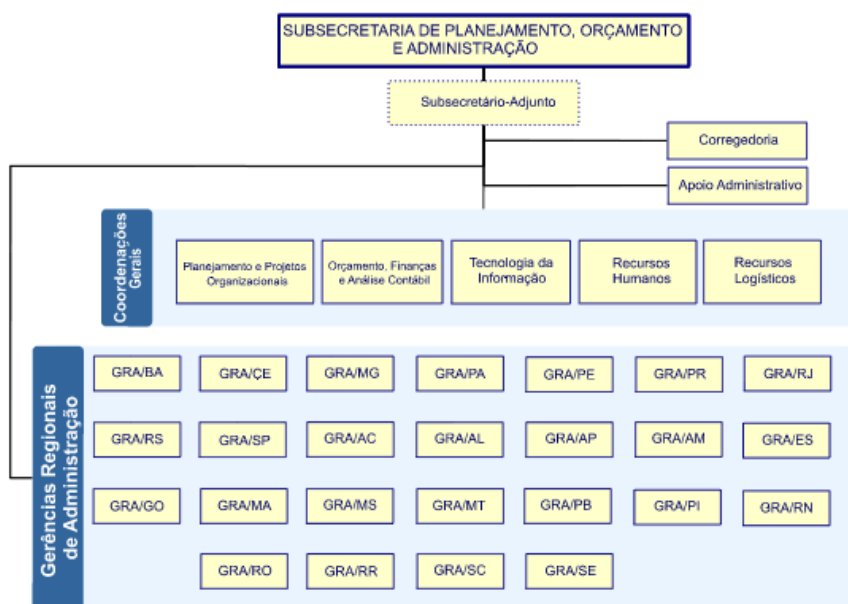 SUBSECRETARIA DE PLANEJAMENTO, ORÇAMENTO
E ADMINISTRAÇÃO
Subsecretário-Adjunto
Corregedoria
Apoio Administrativo
Coordenações
Gerais
Planejamento e Projetos
Organizacionais
Orçamento, Finanças
e Análise Contábil
Tecnologia da
Informação
Recursos
Humanos
Recursos
Logísticos
Gerências Regionais
de Administração
GRA/BA
GRA/ÇE
GRA/MG
GRA/PA
GRA/PE
GRA/PR
GRA/RJ
GRA/RS
GRA/SP
GRA/AC
GRA/AL
GRA/AP
GRA/AM
GRA/ES
GRA/GO
GRA/MA
GRA/MS
GRA/MT
GRA/PB
GRA/PI
GRA/RN
GRA/RO
GRA/RR
GRA/SC
GRA/SE